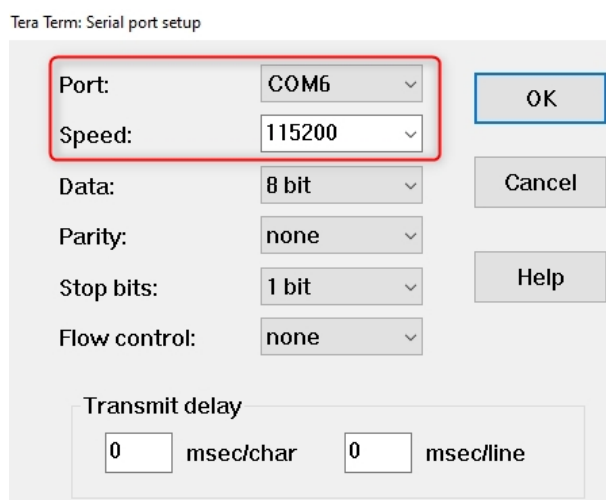 Tera Term: Serial port setup
Port: COM6
OK
Speed: 115200
Data: 8 bit
Cancel
Parity: none
Stop bits: 1 bit
Help
Flow control: none
Transmit delay
0 msec/char 0 msec/line